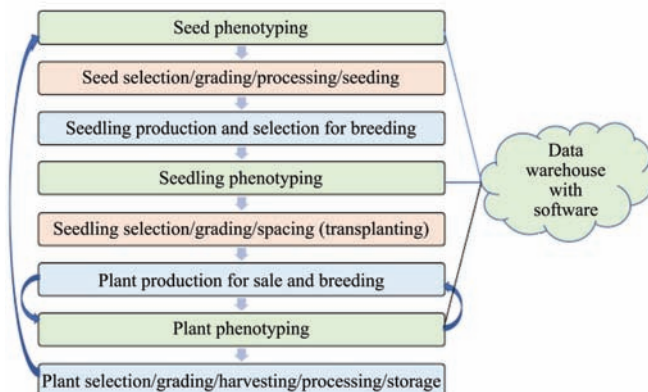 Seed phenotyping
Seed selection/grading/processing/seeding
Seedling production and selection for breeding
Seedling phenotyping
Seedling selection/grading/spacing (transplanting)
Plant production for sale and breeding
Plant phenotyping
Plant selection/grading/harvesting/processing/storage
Data
warehouse
with
software